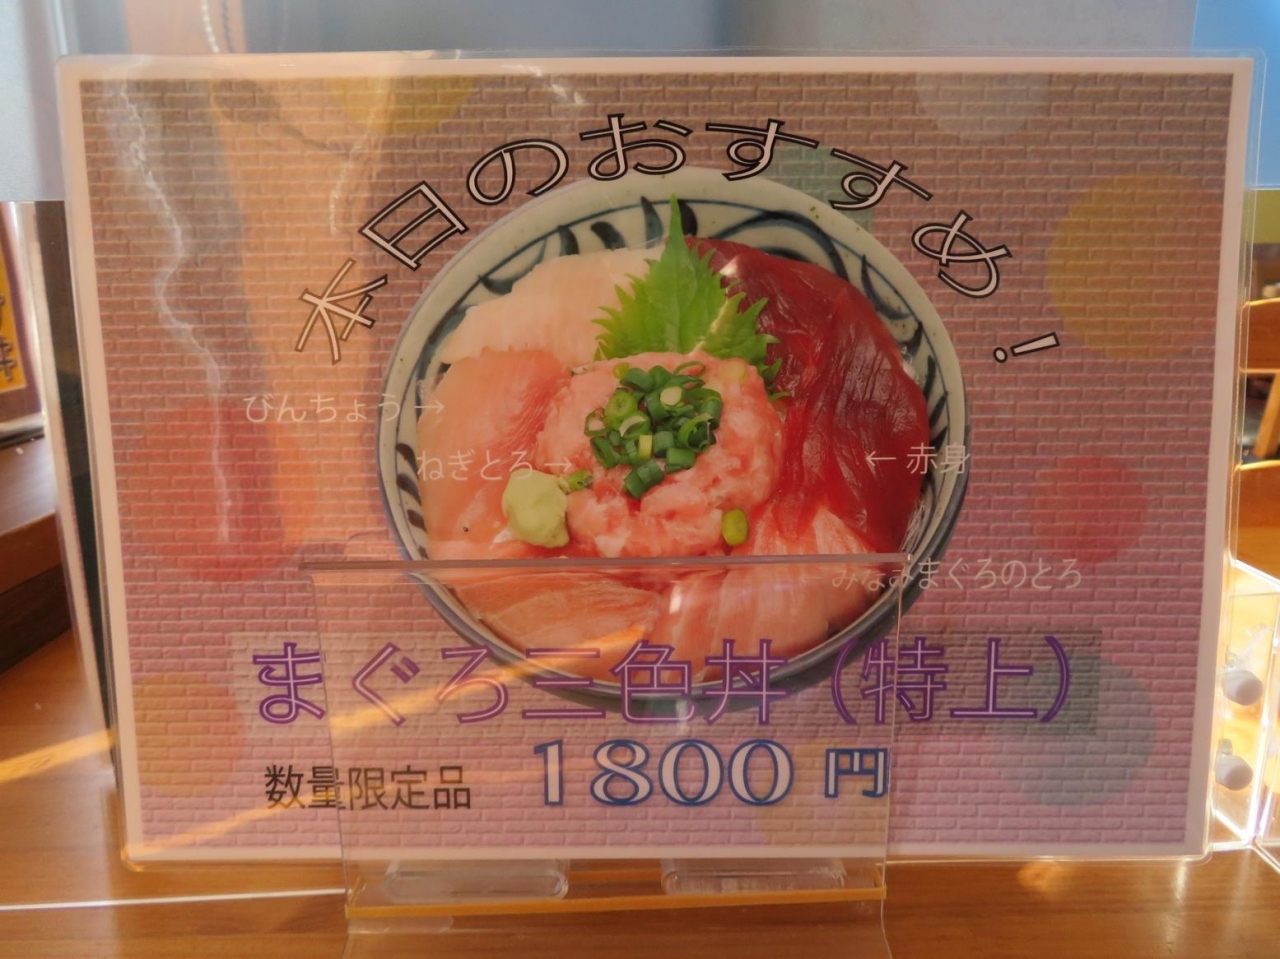 本日のおすすめ!
びんちょう→
ねぎとろ→
← 赤身
みなみまぐろのとろ
まぐろ三色丼(特上)
数量限定品
1800円